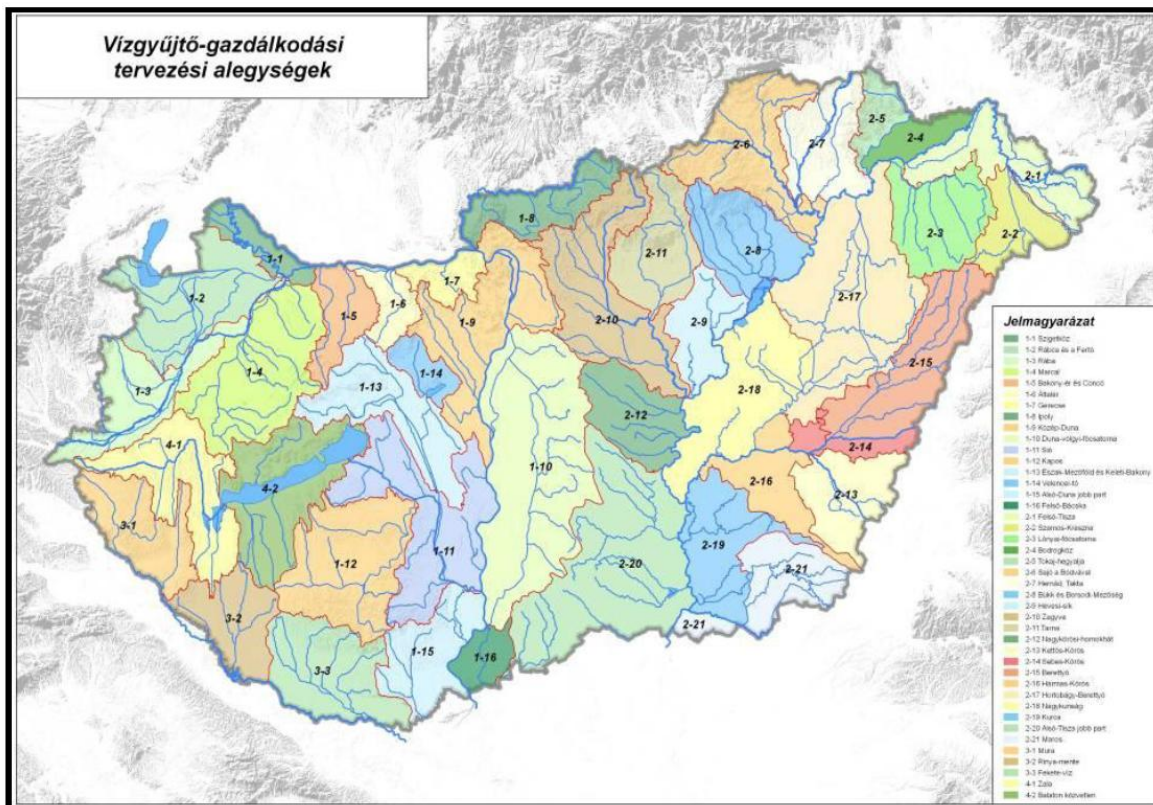 Vízgyűjtő-gazdálkodási
tervezési alegységek
2-5
2-6
2-7
2-4
2-1
1-8
2-3
2-2
1-1
2-11
2-8
1-2
1-7
1-6
2-17
1-5
1-9
2-10
2-9
1-4
1-14
2-15
1-3
1-13
2-18
4-1
2-12
2-14
4-2
1-10
2-16
2-13
3-1
2-19
1-11
1-12
2-20
2-21
3-2
2-21
1-15
1-16
3-3
Jelmagyarázat
1-1 Szigetköz
1-2 Rábca és a Fertő
1-3 Rába
1-4 Marcal
1-5 Bakony-ér és Concó
1-6 Általér
1-7 Gerecse
1-8 Ipoly
1-9 Közép-Duna
1-10 Duna-völgyi-főcsatorna
1-11 Sió
1-12 Kapos
1-13 Észak-Mezőföld és Keleti-Bakony
1-14 Velencei-tó
1-15 Alsó-Duna jobb part
1-16 Felső-Bácska
2-1 Felső-Tisza
2-2 Szamos-Kraszna
2-3 Lónyai-főcsatorna
2-4 Bodrogköz
2-5 Tokaj-hegyalja
2-6 Sajó a Bódvával
2-7 Hernád, Takta
2-8 Bükk és Borsodi-Mezőség
2-9 Hevesi-sík
2-10 Zagyva
2-11 Tarna
2-12 Nagykőrösi-homokhát
2-13 Kettős-Körös
2-14 Sebes-Körös
2-15 Berettyó
2-16 Hármas-Körös
2-17 Hortobágy-Berettyó
2-18 Nagykunság
2-19 Kurca
2-20 Alsó-Tisza jobb part
2-21 Maros
3-1 Mura
3-2 Rinya-mente
3-3 Fekete-víz
4-1 Zala
4-2 Balaton közvetlen